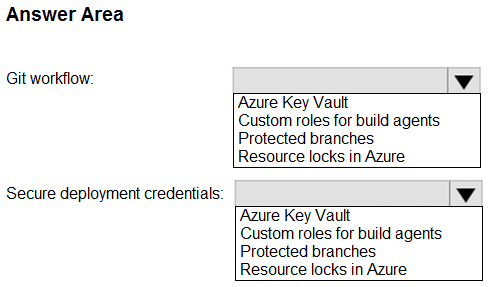 Answer Area
Git workflow:
Azure Key Vault
Custom roles for build agents
Protected branches
Resource locks in Azure
Secure deployment credentials:
Azure Key Vault
Custom roles for build agents
Protected branches
Resource locks in Azure